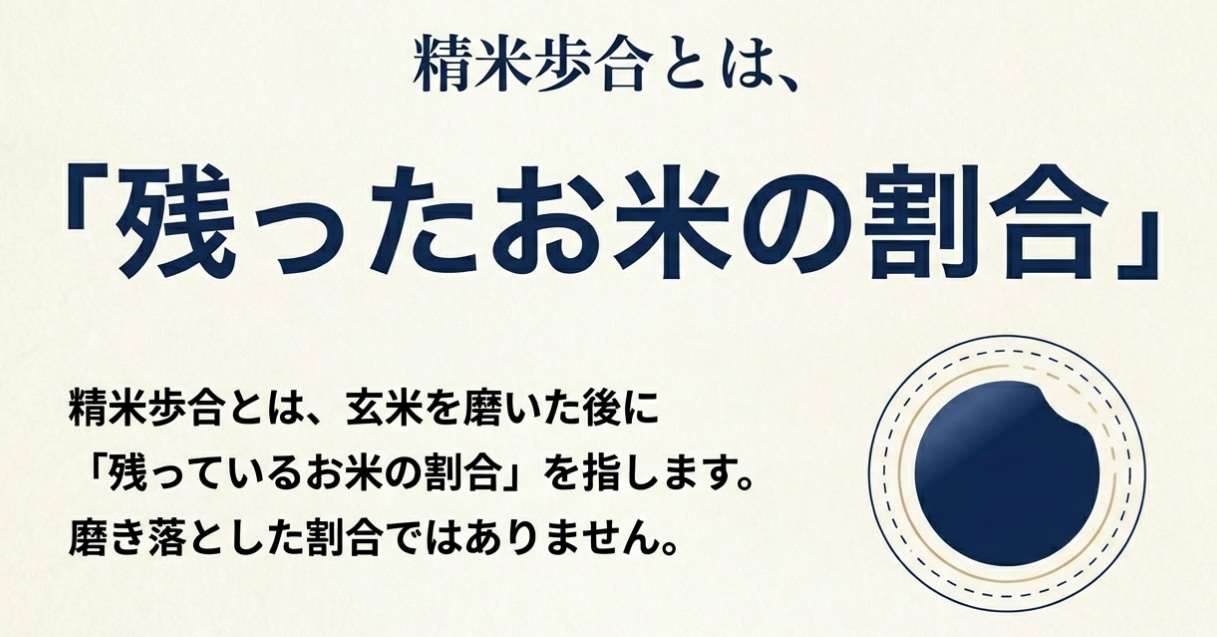 精米歩合とは、
「残ったお米の割合」
精米歩合とは、玄米を磨いた後に
「残っているお米の割合」を指します。
磨き落とした割合ではありません。